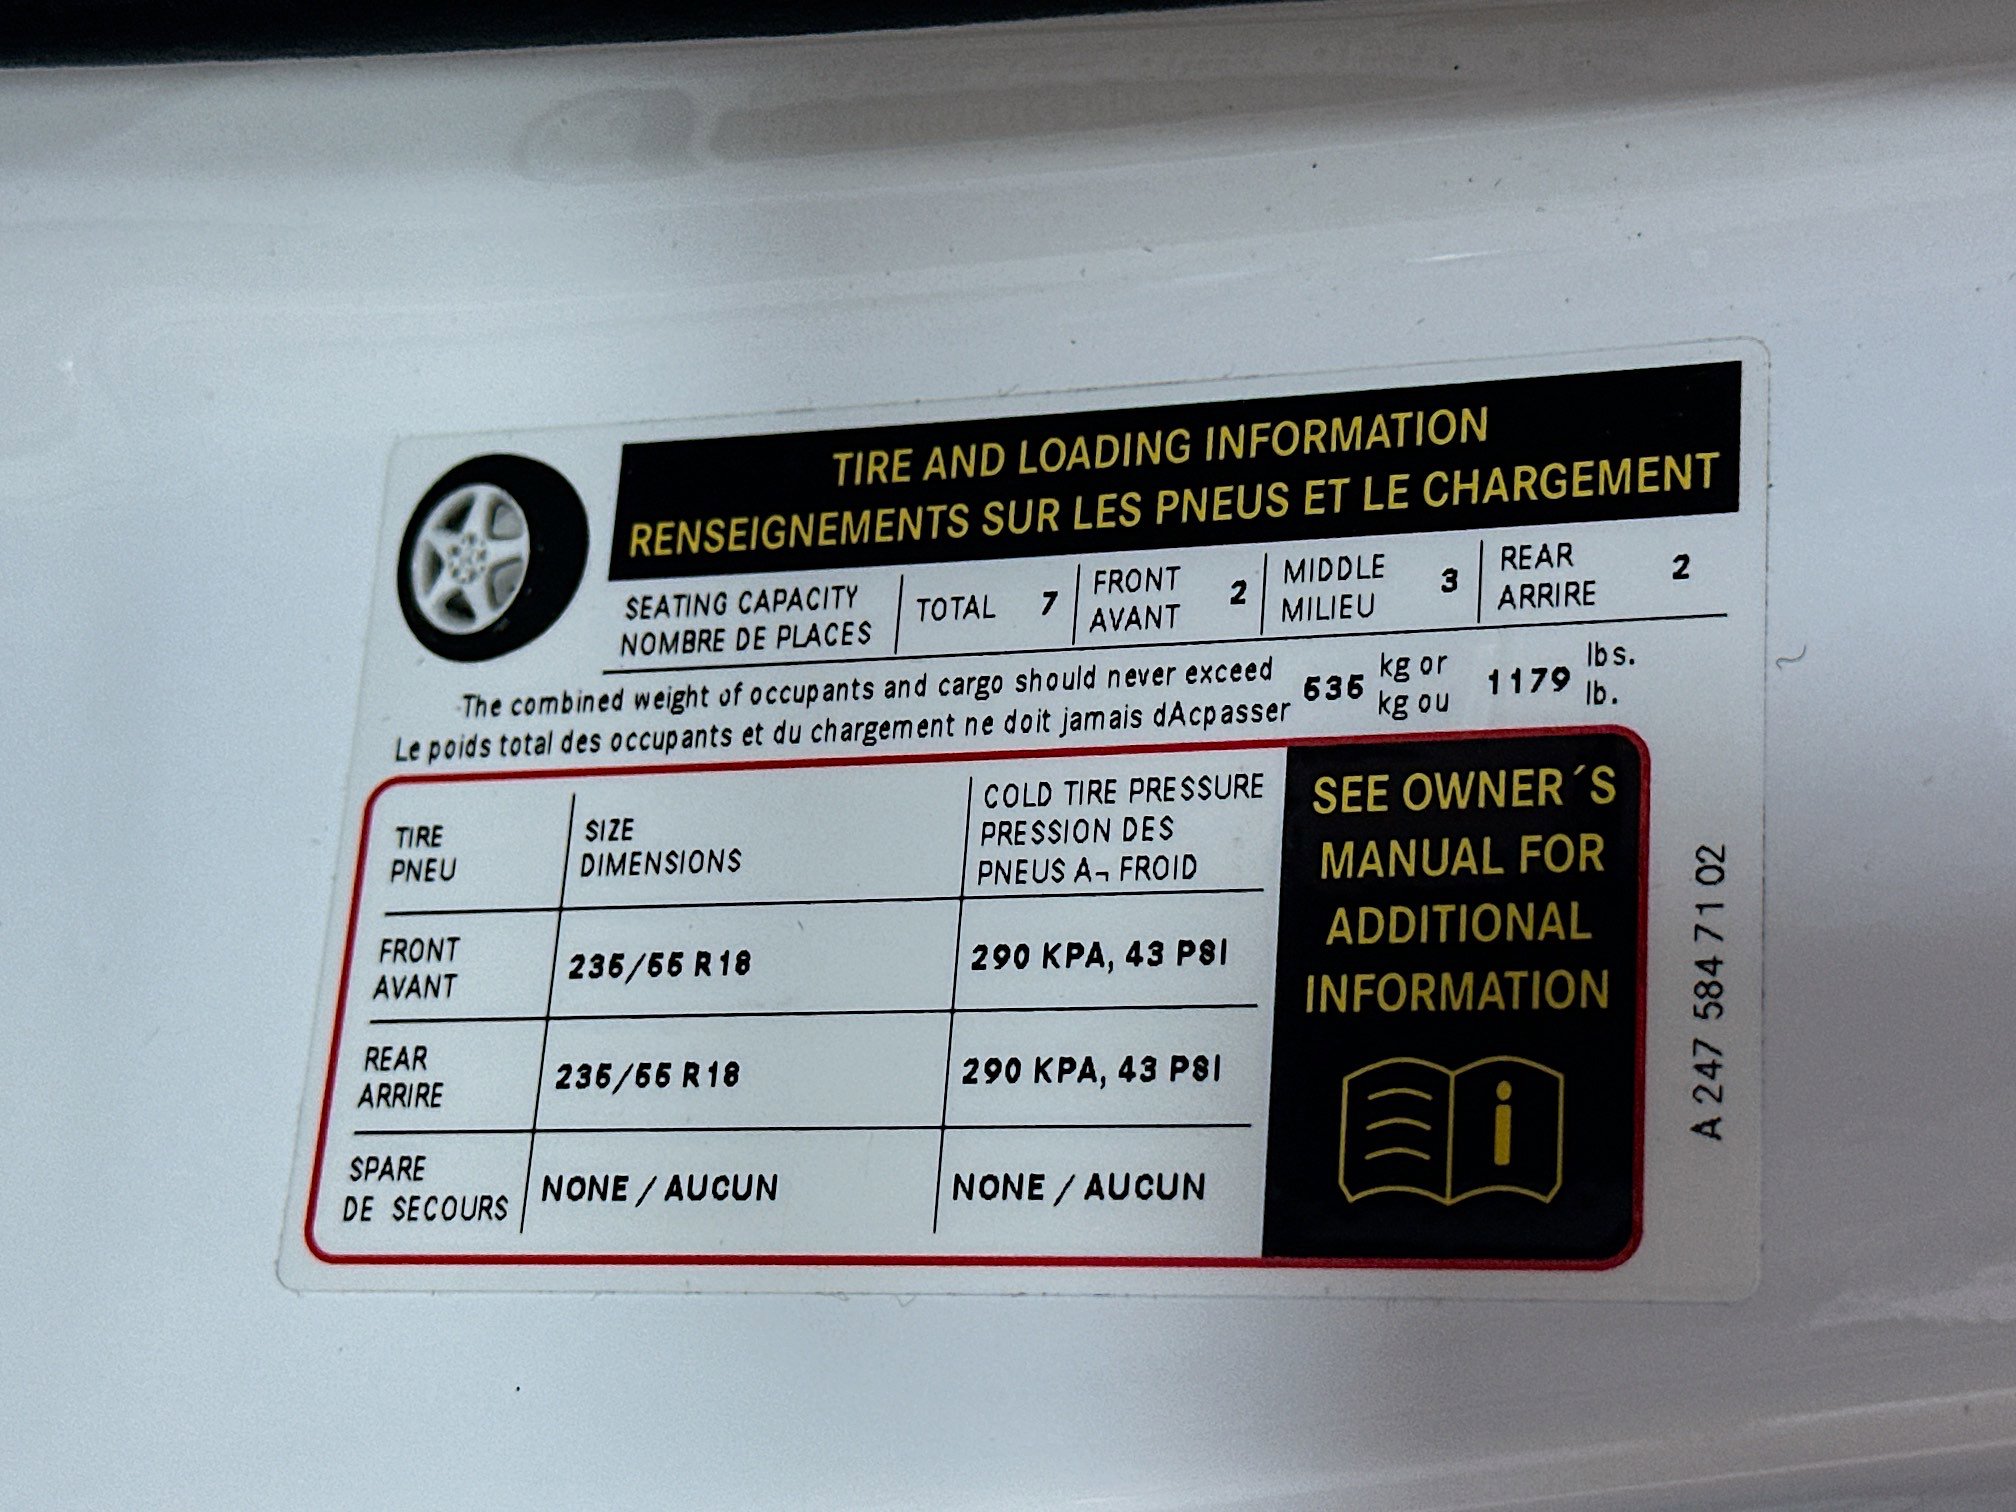 TIRE AND LOADING INFORMATION
RENSEIGNEMENTS SUR LES PNEUS ET LE CHARGEMENT
SEATING CAPACITY
NOMBRE DE PLACES
TOTAL 7
FRONT
AVANT 2
MIDDLE
MILIEU 3
REAR
ARRIRE 2
The combined weight of occupants and cargo should never exceed
Le poids total des occupants et du chargement ne doit jamais dAcpasser
535 kg or
kg ou
1179 lbs.
lb.
TIRE
PNEU
SIZE
DIMENSIONS
COLD TIRE PRESSURE
PRESSION DES
PNEUS A¬ FROID
FRONT
AVANT
235/55 R18
290 KPA, 43 PSI
REAR
ARRIRE
235/55 R18
290 KPA, 43 PSI
SPARE
DE SECOURS
NONE / AUCUN
NONE / AUCUN
SEE OWNER´S
MANUAL FOR
ADDITIONAL
INFORMATION
i
A 247 584 71 02